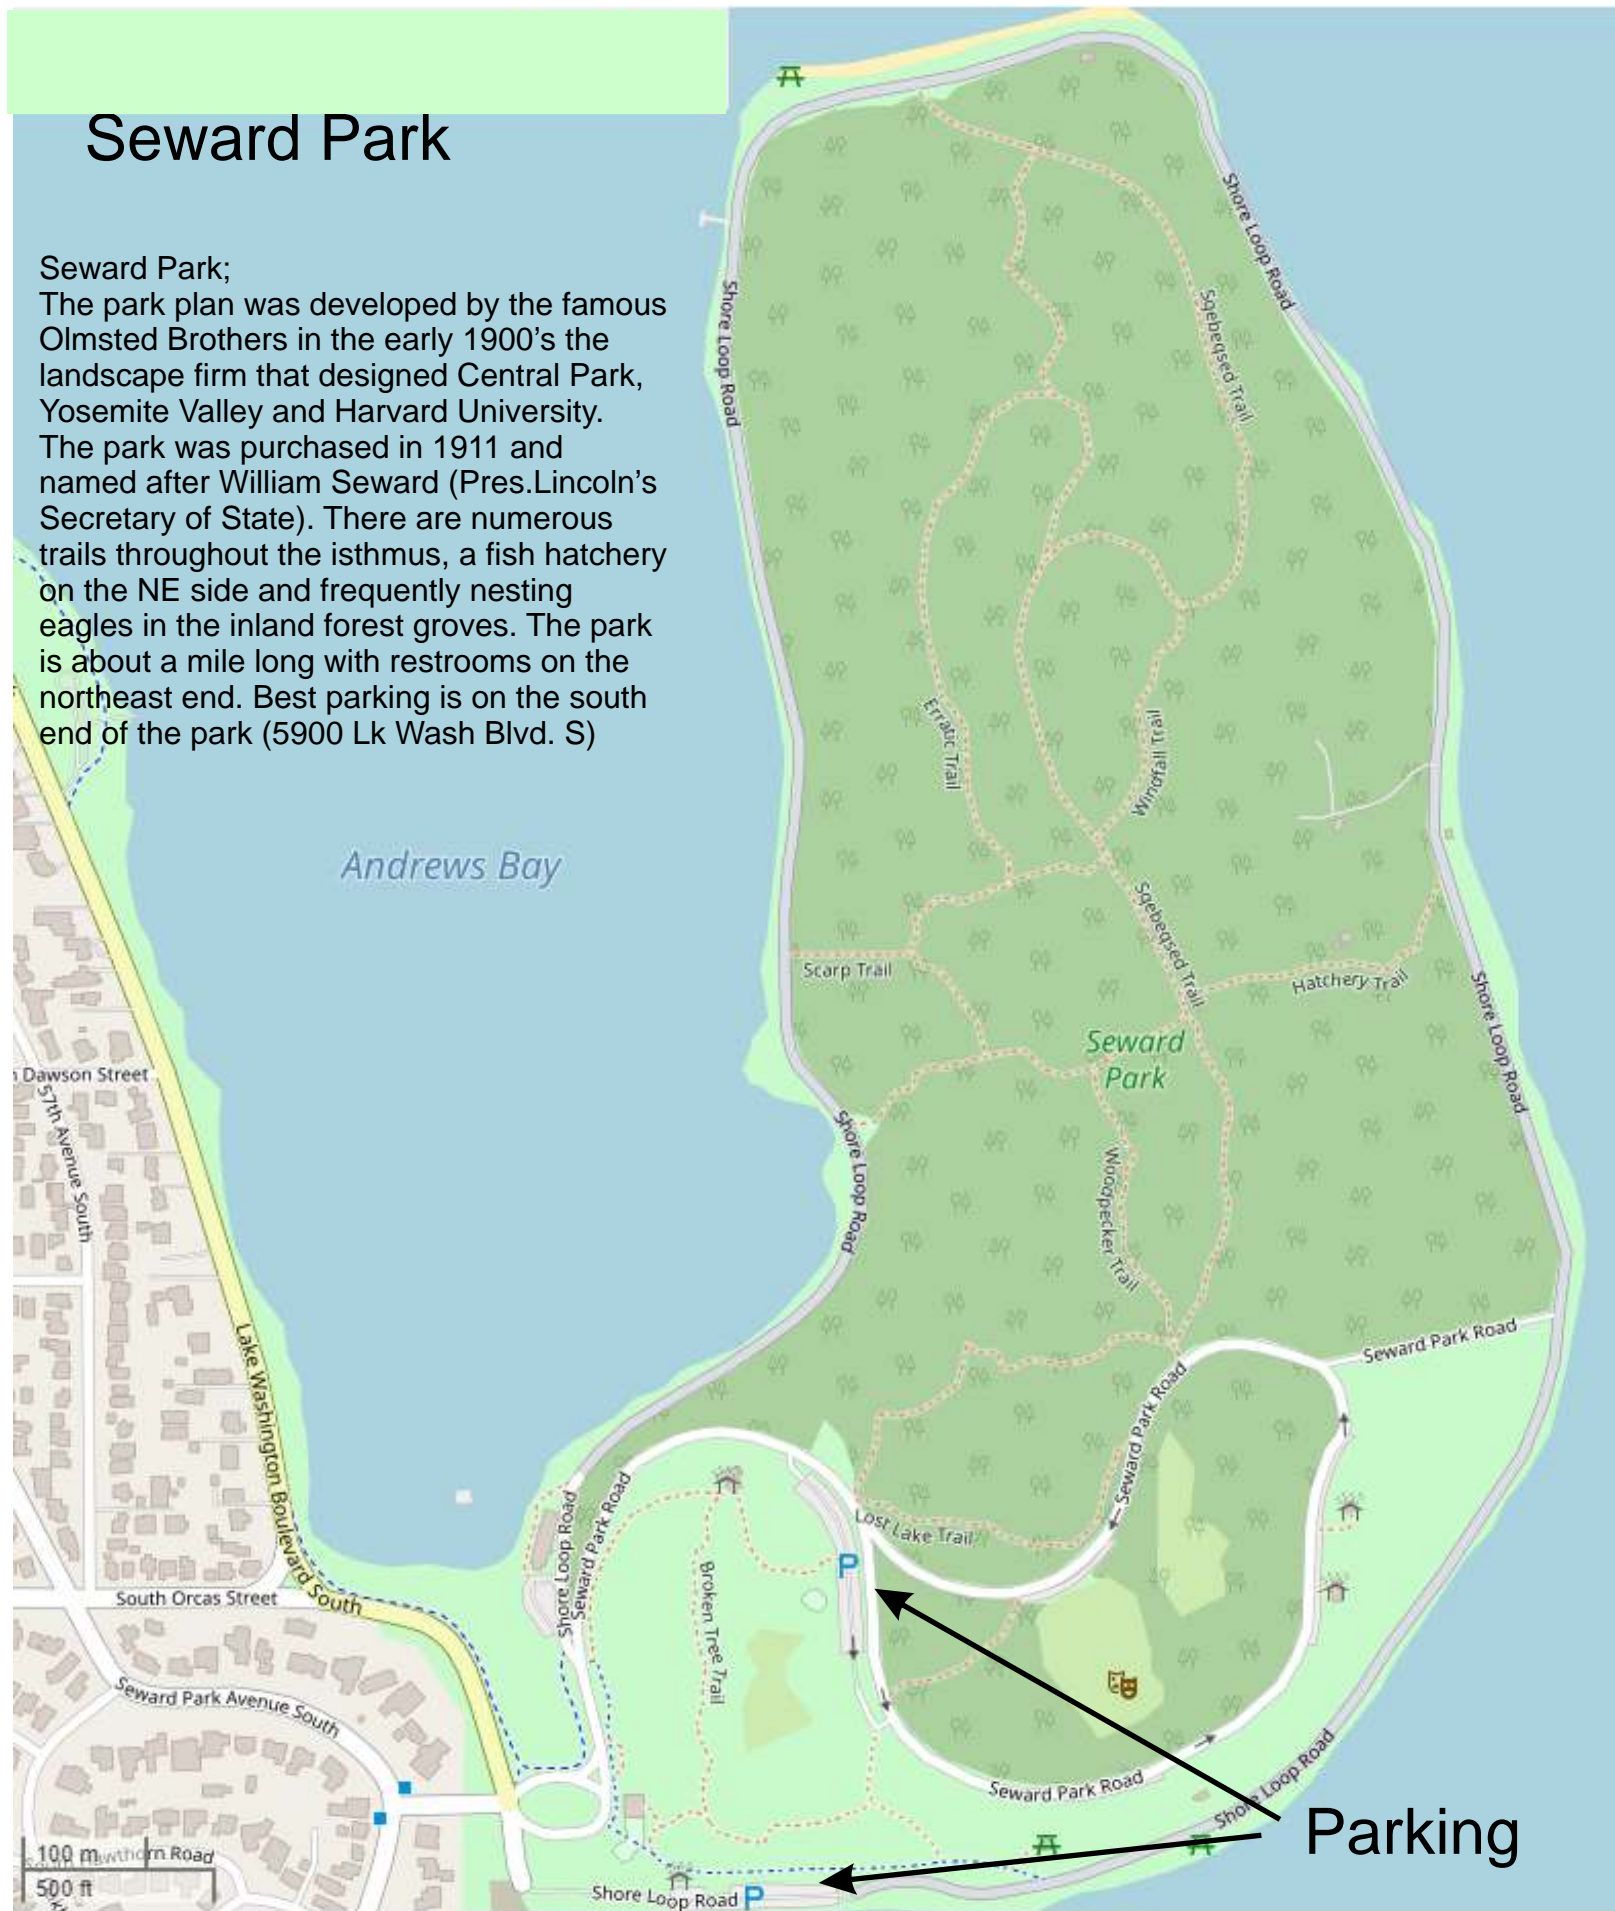 Seward Park
Seward Park;
The park plan was developed by the famous
Olmsted Brothers in the early 1900's the
landscape firm that designed Central Park,
Yosemite Valley and Harvard University.
The park was purchased in 1911 and
named after William Seward (Pres.Lincoln's
Secretary of State). There are numerous
trails throughout the isthmus, a fish hatchery
on the NE side and frequently nesting
eagles in the inland forest groves. The park
is about a mile long with restrooms on the
northeast end. Best parking is on the south
end of the park (5900 Lk Wash Blvd. S)
Shore Loop Road
Shore Loop Road
Sqebeqsed Trail
Erratic Trail
Windfall Trail
Andrews Bay
Sqebeqsed Trail
Scarp Trail
Hatchery Trail
Shore Loop Road
Seward
Park
Dawson Street
57th Avenue South
Shore Loop Road
Woodpecker Trail
Lake Washington Boulevard South
Seward Park Road
Seward Park Road
Shore Loop Road
Seward Park Road
Lost Lake Trail
P
Broken Tree Trail
South Orcas Street
Seward Park Avenue South
Seward Park Road
Shore Loop Road
Parking
100 m
Road
500 ft
Shore Loop Road
P